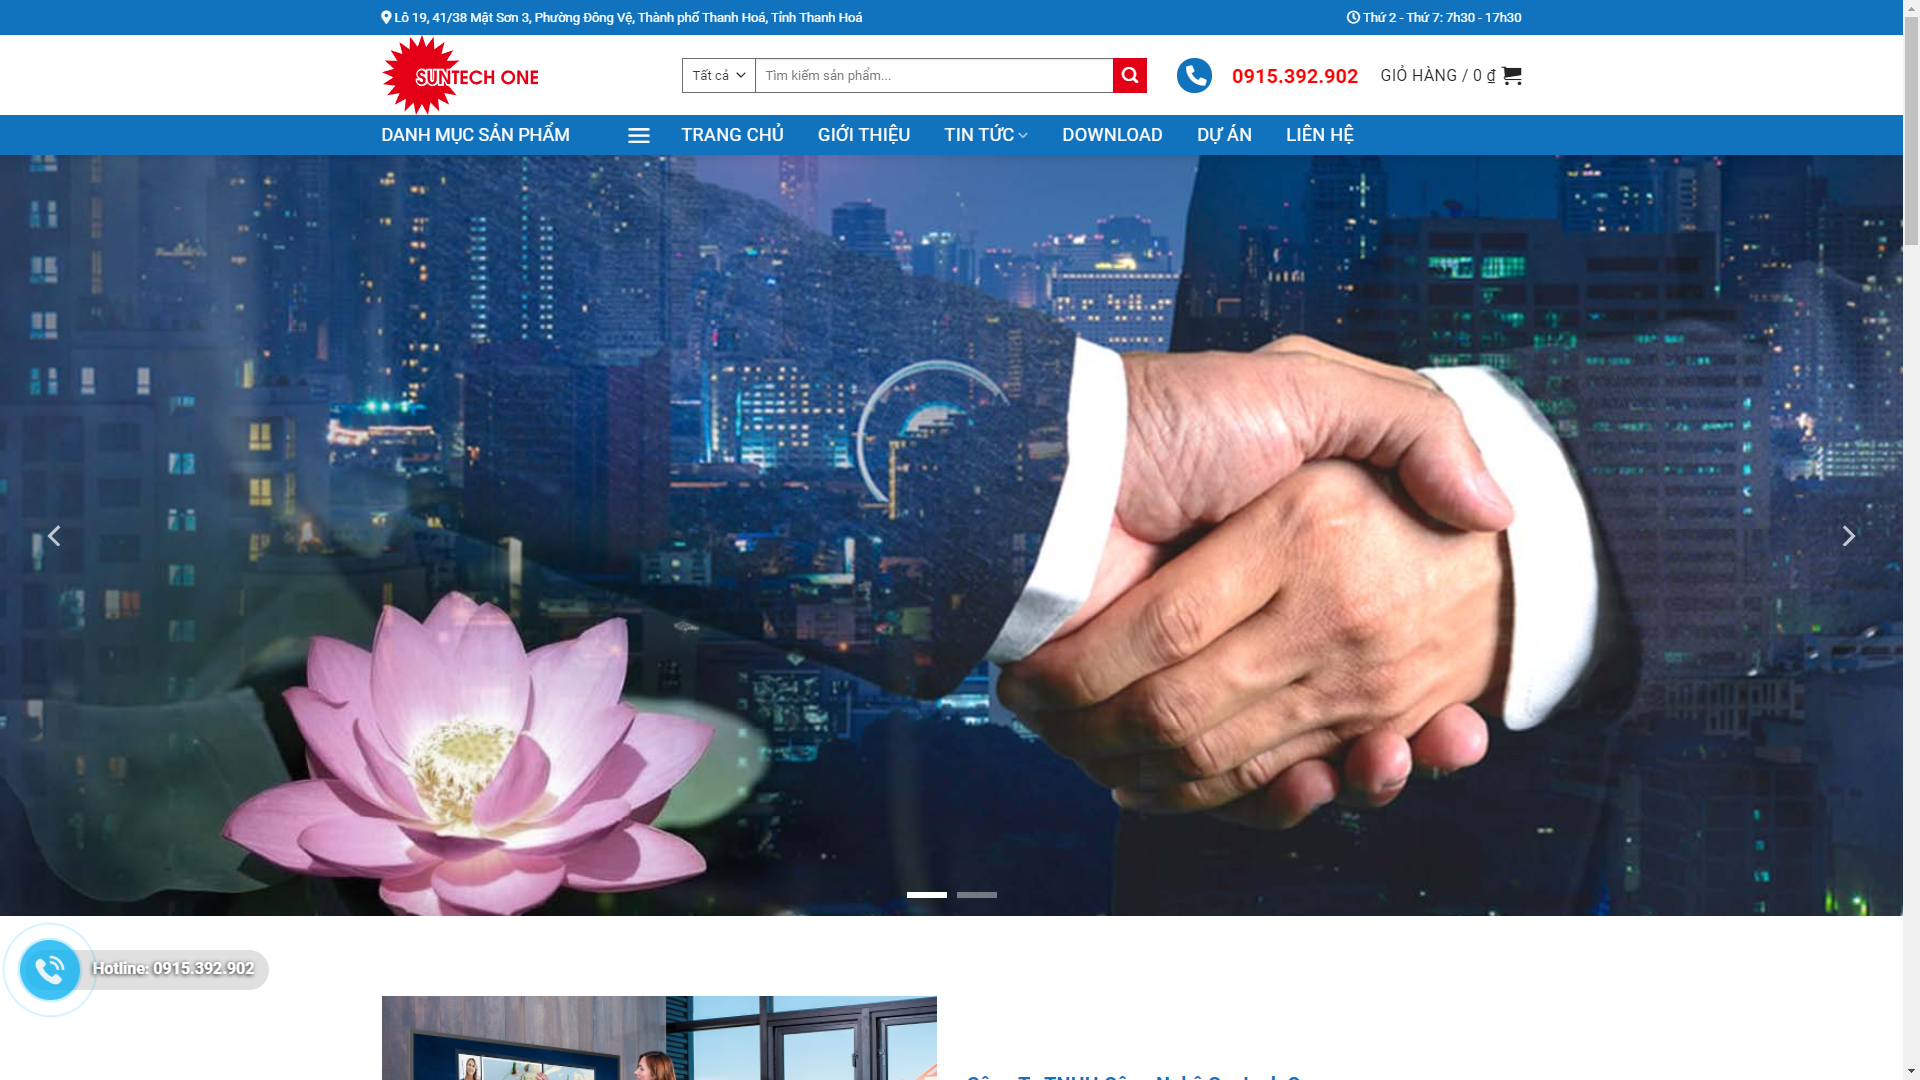 Lô 19, 41/38 Mật Sơn 3, Phường Đông Vệ, Thành phố Thanh Hoá, Tỉnh Thanh Hoá
Thứ 2 - Thứ 7: 7h30 - 17h30
SUNTECH ONE
Tất cả
Tìm kiếm sản phẩm...
0915.392.902
GIỎ HÀNG / 0 ₫
DANH MỤC SẢN PHẨM
TRANG CHỦ
GIỚI THIỆU
TIN TỨC
DOWNLOAD
DỰ ÁN
LIÊN HỆ
Hotline: 0915.392.902